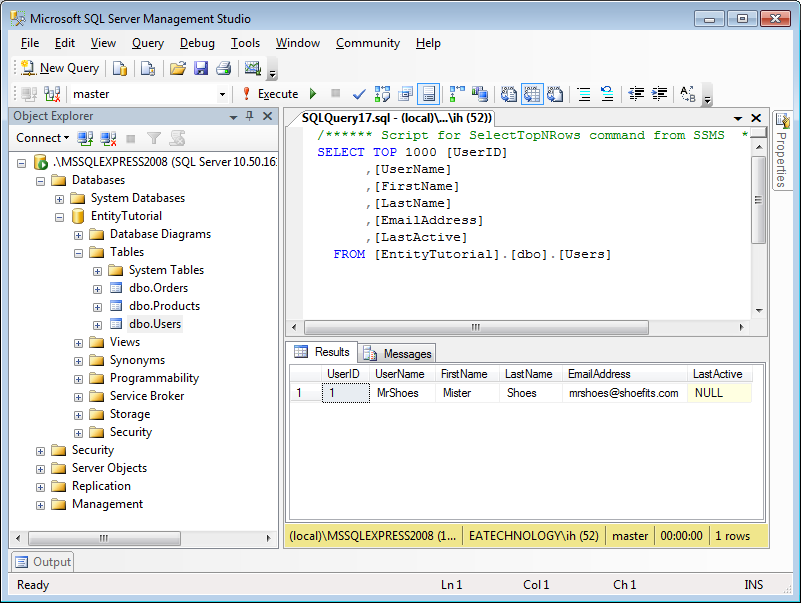 Microsoft SQL Server Management Studio
File Edit View Query Debug Tools Window Community Help
New Query
master Execute
Object Explorer
Connect
.\MSSQLEXPRESS2008 (SQL Server 10.50.16
Databases
System Databases
EntityTutorial
Database Diagrams
Tables
System Tables
dbo.Orders
dbo.Products
dbo.Users
Views
Synonyms
Programmability
Service Broker
Storage
Security
Security
Server Objects
Replication
Management
SQLQuery17.sql - (local)\...\ih (52))
/****** Script for SelectTopNRows command from SSMS *
SELECT TOP 1000 [UserID]
,[UserName]
,[FirstName]
,[LastName]
,[EmailAddress]
,[LastActive]
FROM [EntityTutorial].[dbo].[Users]
Properties
Results Messages
UserID UserName FirstName LastName EmailAddress LastActive
1 1 MrShoes Mister Shoes mrshoes@shoefits.com NULL
(local)\MSSQLEXPRESS2008 (1... EATECHNOLOGY\ih (52) master 00:00:00 1 rows
Output
Ready Ln 1 Col 1 Ch 1 INS